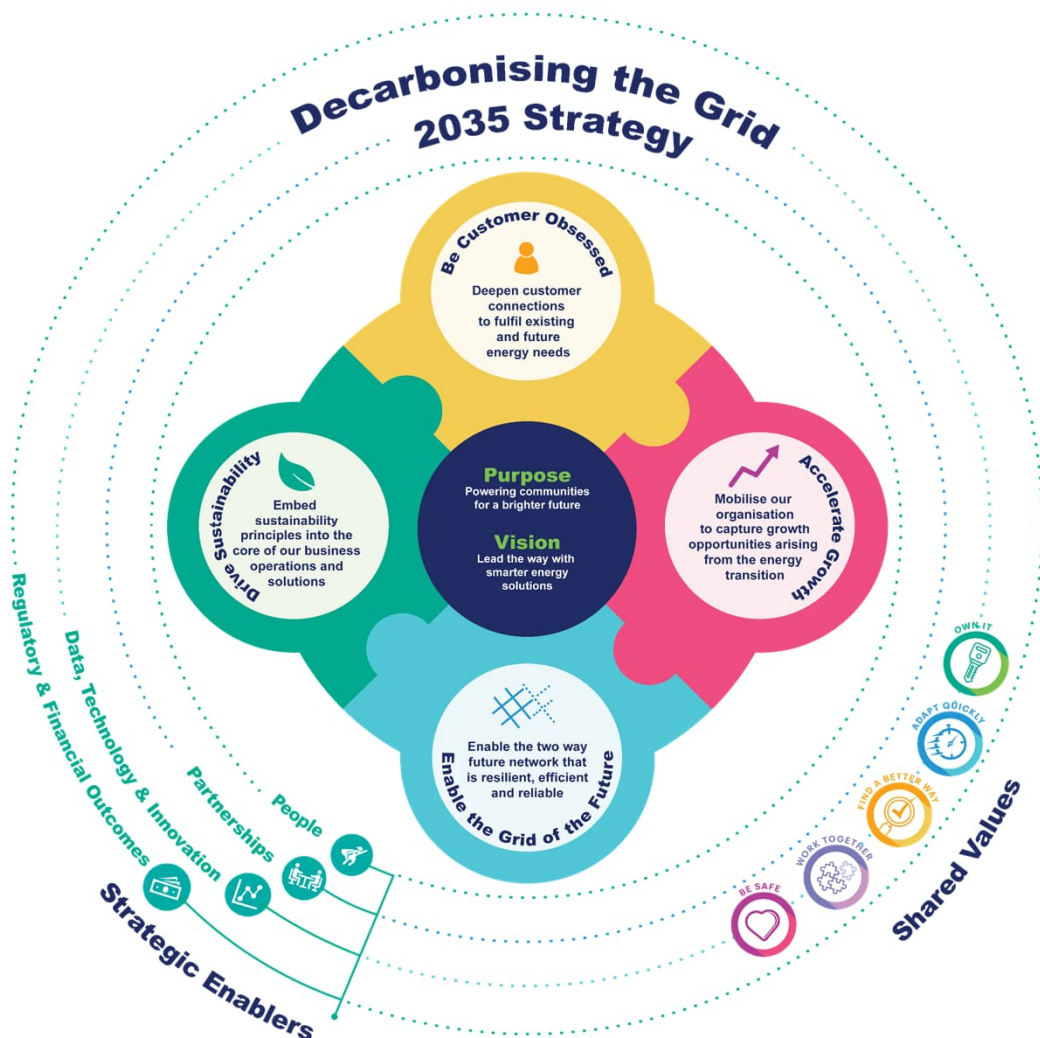 Decarbonising the Grid
2035 Strategy
Be Customer Obsessed
Deepen customer
connections
to fulfil existing
and future
energy needs
Drive Sustainability
Embed
sustainability
principles into the
core of our business
operations and
solutions
Purpose
Powering communities
for a brighter future
Vision
Lead the way with
smarter energy
solutions
Accelerate Growth
Mobilise our
organisation
to capture growth
opportunities arising
from the energy
transition
Enable the two way
future network that
is resilient, efficient
and reliable
Enable the Grid of the Future
Regulatory & Financial Outcomes
Data, Technology & Innovation
Partnerships
People
Strategic Enablers
OWN IT
ADAPT QUICKLY
FIND A BETTER WAY
WORK TOGETHER
BE SAFE
Shared Values